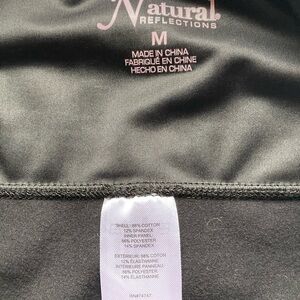 Natural
REFLECTIONS
M
MADE IN CHINA
FABRIQUÉ EN CHINE
HECHO EN CHINA
SHELL: 88% COTTON
12% SPANDEX
INNER PANEL
86% POLYESTER
14% SPANDEX
EXTÉRIEUR: 88% COTON
12% ÉLASTHANNE
INTÉRIEURE PANNEAU
86% POLYESTER
14% ÉLASTHANNE